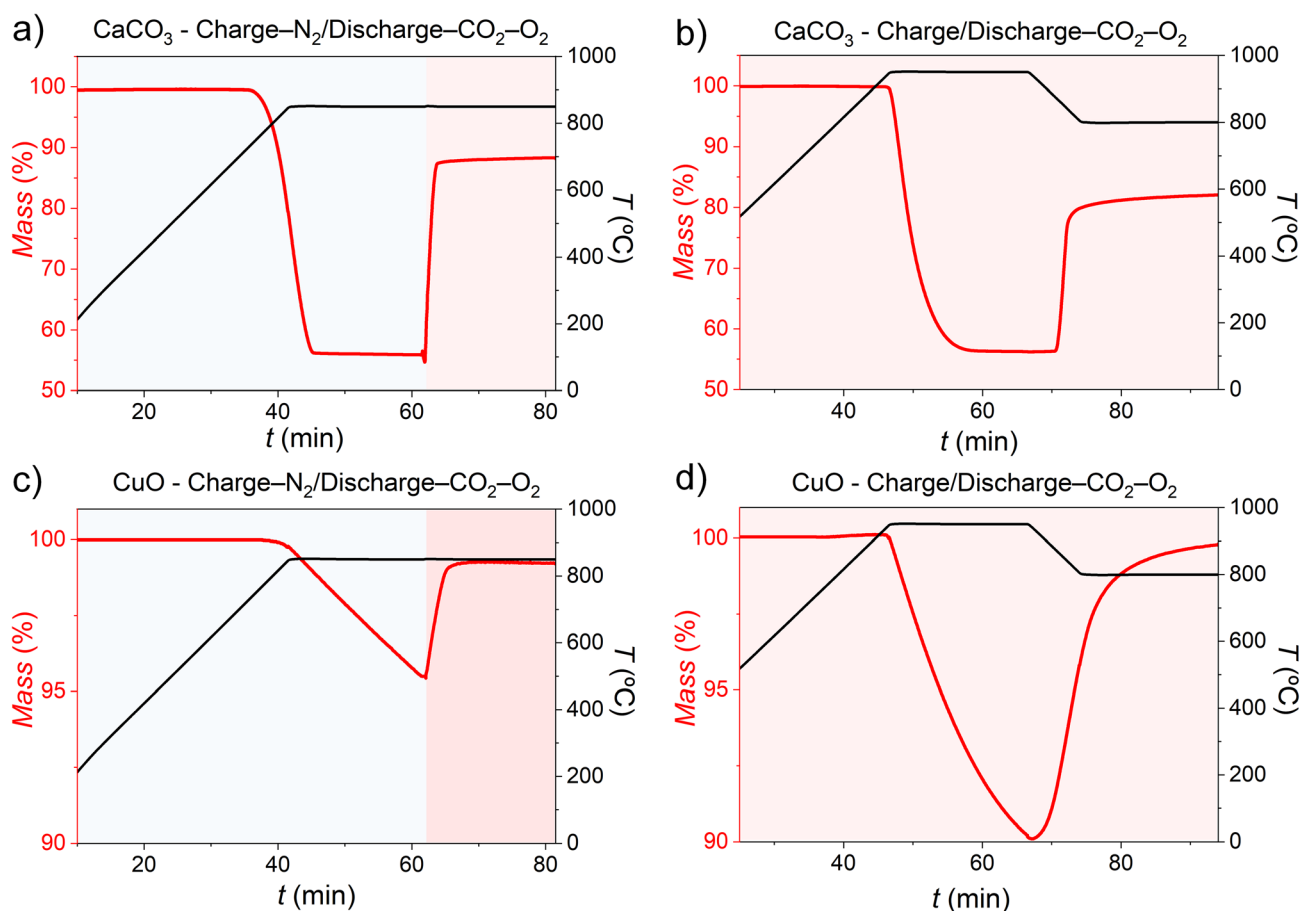 a) CaCO₃ - Charge–N₂/Discharge–CO₂–O₂
Mass (%)
100
90
80
70
60
50
1000
800
600
400
200
0
T (ºC)
20 40 60 80
t (min)
b) CaCO₃ - Charge/Discharge–CO₂–O₂
Mass (%)
100
90
80
70
60
50
1000
800
600
400
200
0
T (ºC)
40 60 80
t (min)
c) CuO - Charge–N₂/Discharge–CO₂–O₂
Mass (%)
100
95
90
1000
800
600
400
200
0
T (ºC)
20 40 60 80
t (min)
d) CuO - Charge/Discharge–CO₂–O₂
Mass (%)
100
95
90
1000
800
600
400
200
0
T (ºC)
40 60 80
t (min)